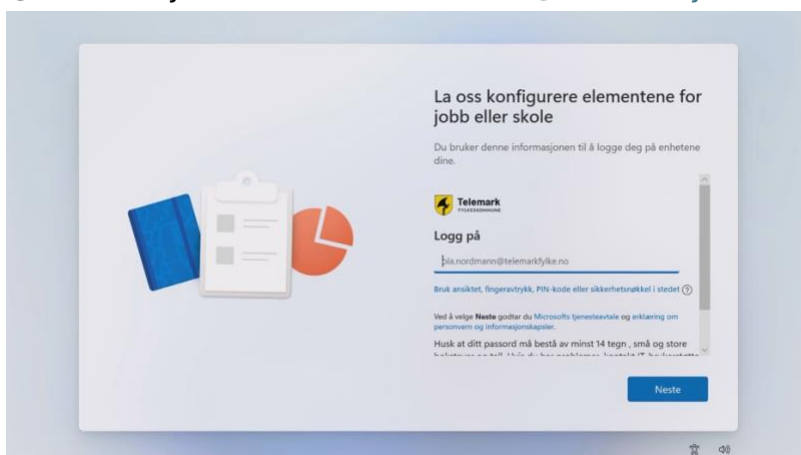 La oss konfigurere elementene for
jobb eller skole
Du bruker denne informasjonen til å logge deg på enhetene
dine.
Telemark
FYLKESKOMMUNE
Logg på
ola.nordmann@telemarkfylke.no
Bruk ansiktet, fingeravtrykk, PIN-kode eller sikkerhetsnøkkel i stedet
Ved å velge Neste godtar du Microsofts tjenesteavtale og erklæring om
personvern og informasjonskapsler.
Husk at ditt passord må bestå av minst 14 tegn , små og store
Neste